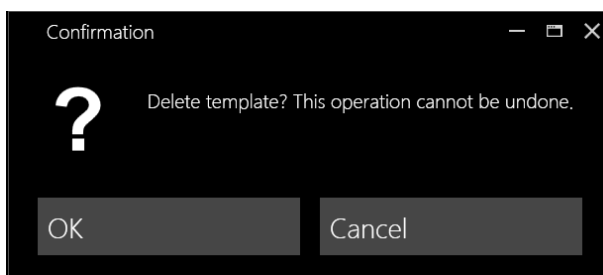 Confirmation
Delete template? This operation cannot be undone.
OK
Cancel